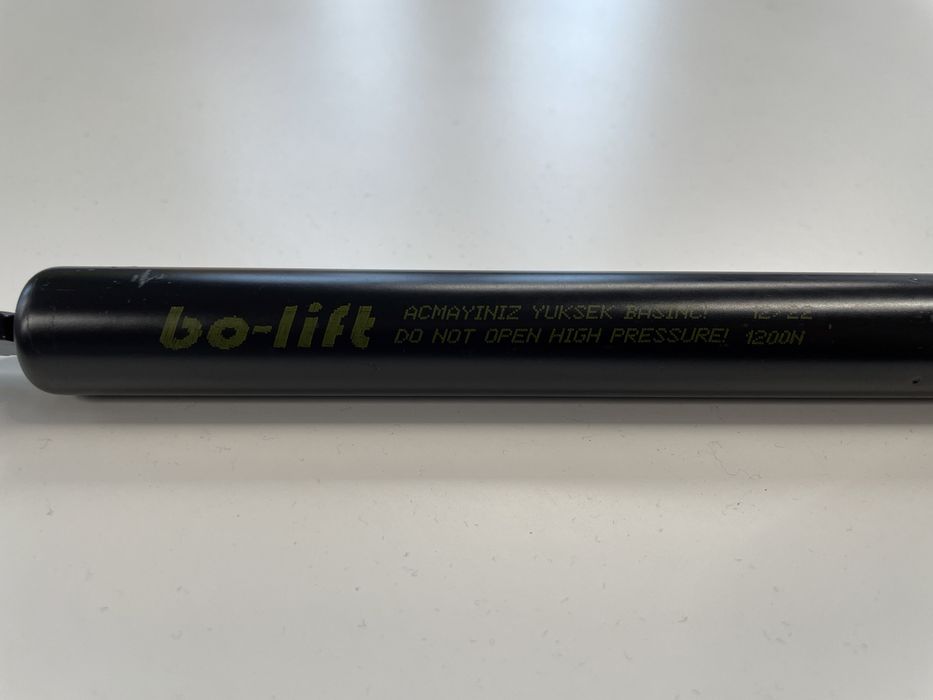 bo-lift
ACMAYINIZ YUKSEK BASINC! 12/22
DO NOT OPEN HIGH PRESSURE! 1200N